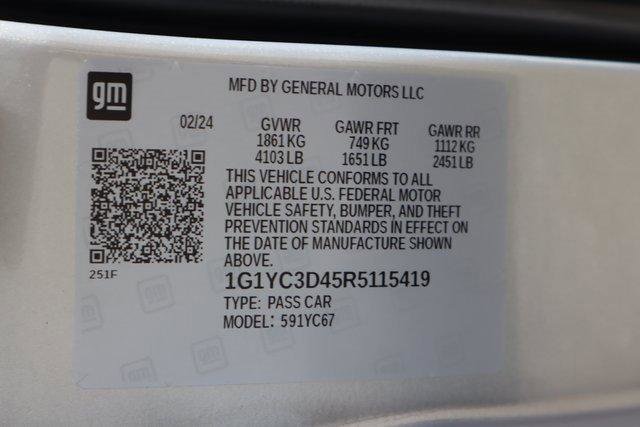 gm
MFD BY GENERAL MOTORS LLC
02/24 GVWR GAWR FRT GAWR RR
1861 KG 749 KG 1112 KG
4103 LB 1651 LB 2451 LB
THIS VEHICLE CONFORMS TO ALL
APPLICABLE U.S. FEDERAL MOTOR
VEHICLE SAFETY, BUMPER, AND THEFT
PREVENTION STANDARDS IN EFFECT ON
THE DATE OF MANUFACTURE SHOWN
ABOVE.
251F
1G1YC3D45R5115419
TYPE: PASS CAR
MODEL: 591YC67